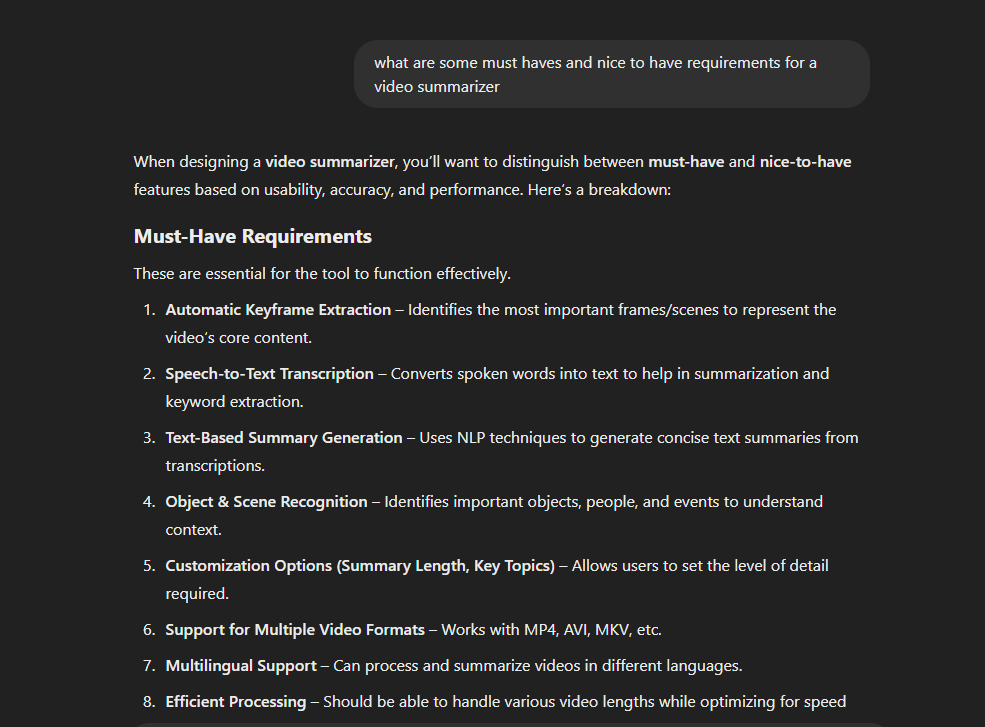 what are some must haves and nice to have requirements for a
video summarizer
When designing a video summarizer, you’ll want to distinguish between must-have and nice-to-have
features based on usability, accuracy, and performance. Here’s a breakdown:
Must-Have Requirements
These are essential for the tool to function effectively.
1. Automatic Keyframe Extraction – Identifies the most important frames/scenes to represent the
video’s core content.
2. Speech-to-Text Transcription – Converts spoken words into text to help in summarization and
keyword extraction.
3. Text-Based Summary Generation – Uses NLP techniques to generate concise text summaries from
transcriptions.
4. Object & Scene Recognition – Identifies important objects, people, and events to understand
context.
5. Customization Options (Summary Length, Key Topics) – Allows users to set the level of detail
required.
6. Support for Multiple Video Formats – Works with MP4, AVI, MKV, etc.
7. Multilingual Support – Can process and summarize videos in different languages.
8. Efficient Processing – Should be able to handle various video lengths while optimizing for speed